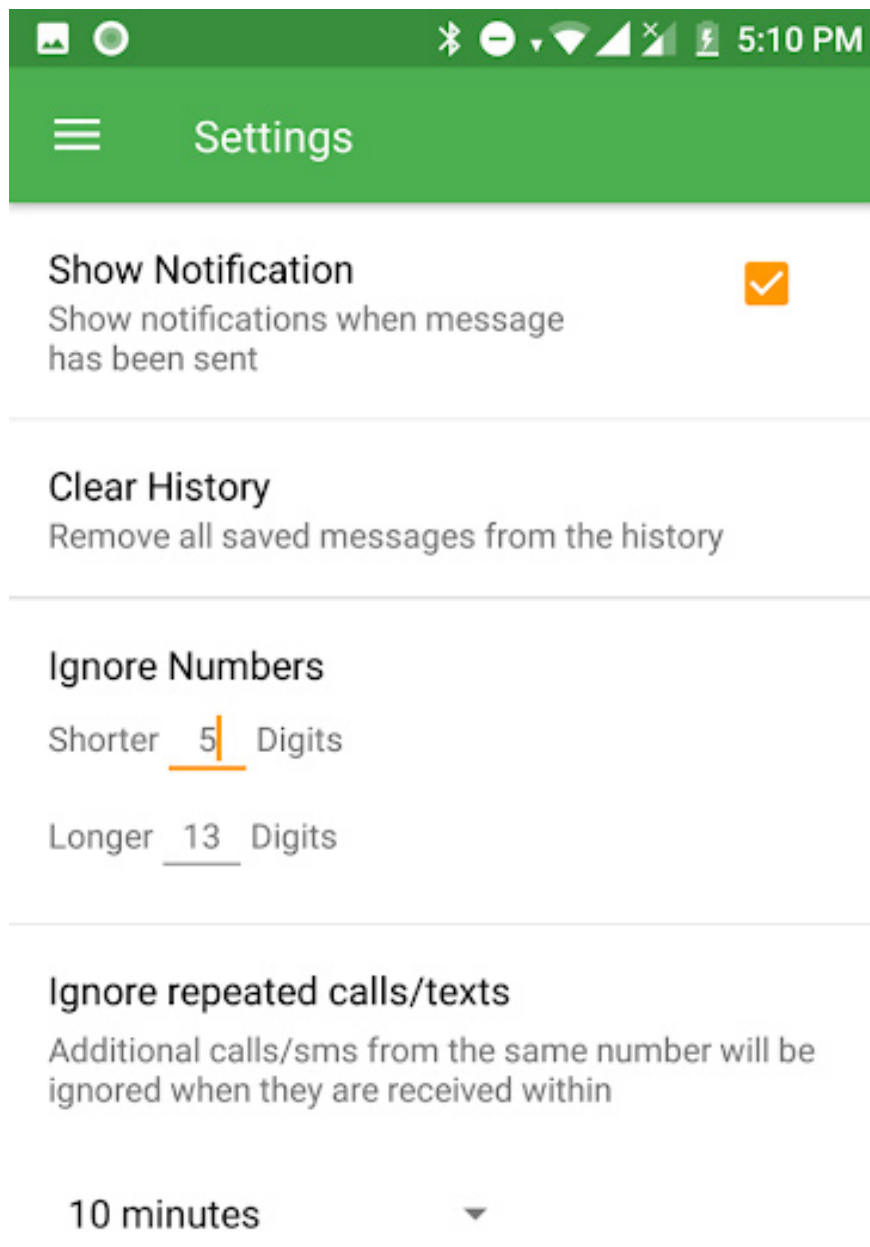 5:10 PM
Settings
Show Notification
Show notifications when message
has been sent
Clear History
Remove all saved messages from the history
Ignore Numbers
Shorter 5 Digits
Longer 13 Digits
Ignore repeated calls/texts
Additional calls/sms from the same number will be
ignored when they are received within
10 minutes